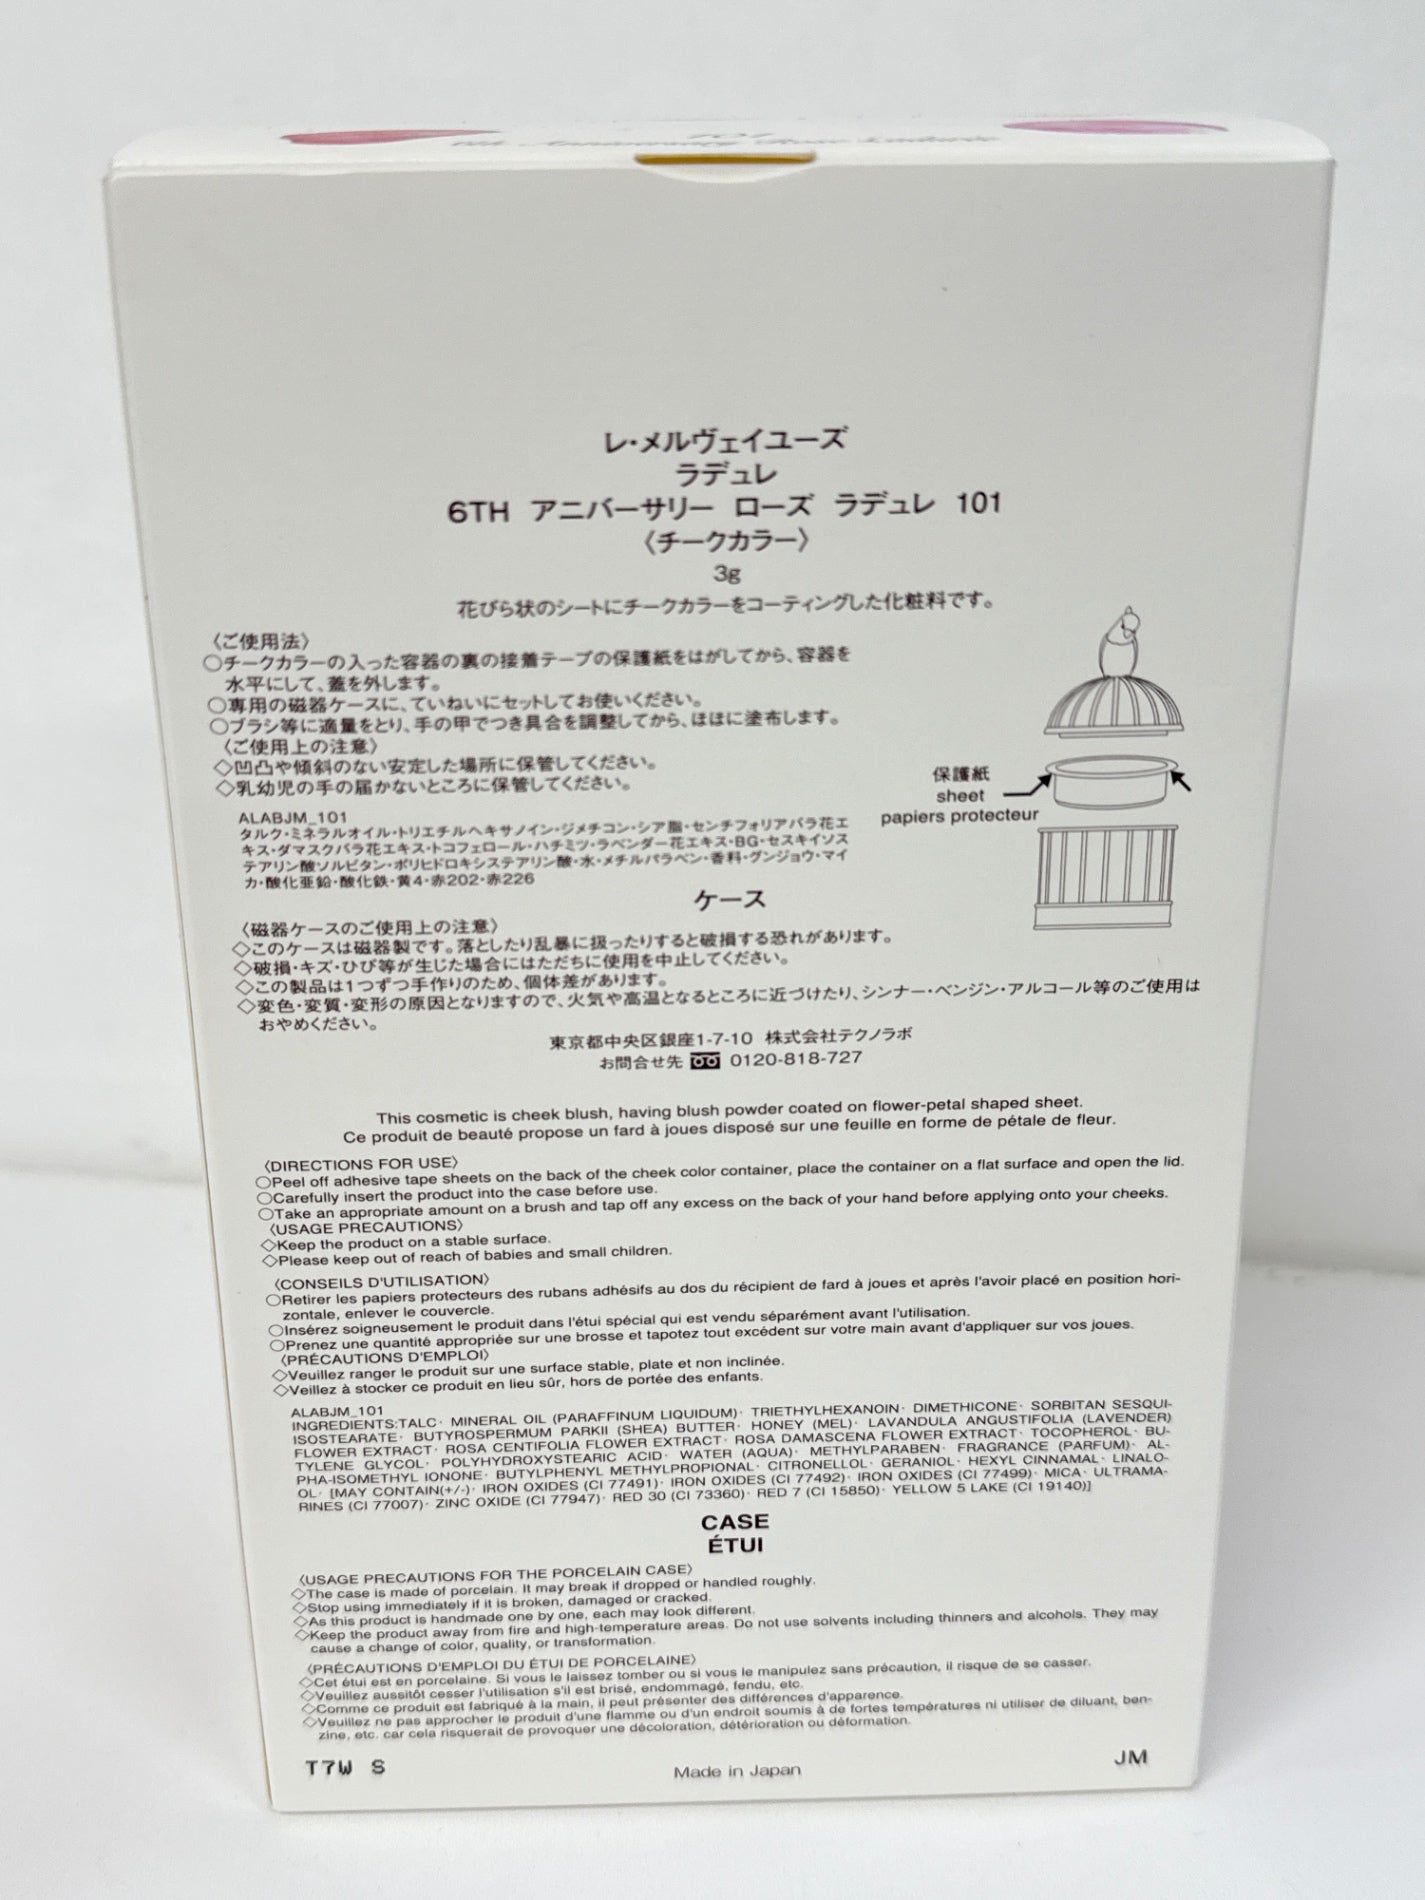 101
6th Anniversary Rose Ladurée
レ・メルヴェイユーズ
ラデュレ
6TH アニバーサリー ローズ ラデュレ 101
〈チークカラー〉
3g
花びら状のシートにチークカラーをコーティングした化粧料です。
〈ご使用法〉
○チークカラーの入った容器の裏の接着テープの保護紙をはがしてから、容器を
水平にして、蓋を外します。
○専用の磁器ケースに、ていねいにセットしてお使いください。
○ブラシ等に適量をとり、手の甲でつき具合を調整してから、ほほに塗布します。
〈ご使用上の注意〉
◇凹凸や傾斜のない安定した場所に保管してください。
◇乳幼児の手の届かないところに保管してください。
保護紙
sheet
papiers protecteur
ALABJM_101
タルク・ミネラルオイル・トリエチルヘキサノイン・ジメチコン・シア脂・センチフォリアバラ花エ
キス・ダマスクバラ花エキス・トコフェロール・ハチミツ・ラベンダー花エキス・BG・セスキイソス
テアリン酸ソルビタン・ポリヒドロキシステアリン酸・水・メチルパラベン・香料・グンジョウ・マイ
カ・酸化亜鉛・酸化鉄・黄4・赤202・赤226
ケース
〈磁器ケースのご使用上の注意〉
◇このケースは磁器製です。落としたり乱暴に扱ったりすると破損する恐れがあります。
◇破損・キズ・ひび等が生じた場合にはただちに使用を中止してください。
◇この製品は1つずつ手作りのため、個体差があります。
◇変色・変質・変形の原因となりますので、火気や高温となるところに近づけたり、シンナー・ベンジン・アルコール等のご使用は
おやめください。
東京都中央区銀座1-7-10 株式会社テクノラボ
お問合せ先 0120-818-727
This cosmetic is cheek blush, having blush powder coated on flower-petal shaped sheet.
Ce produit de beauté propose un fard à joues disposé sur une feuille en forme de pétale de fleur.
〈DIRECTIONS FOR USE〉
○Peel off adhesive tape sheets on the back of the cheek color container, place the container on a flat surface and open the lid.
○Carefully insert the product into the case before use.
○Take an appropriate amount on a brush and tap off any excess on the back of your hand before applying onto your cheeks.
〈USAGE PRECAUTIONS〉
◇Keep the product on a stable surface.
◇Please keep out of reach of babies and small children.
〈CONSEILS D'UTILISATION〉
○Retirer les papiers protecteurs des rubans adhésifs au dos du récipient de fard à joues et après l'avoir placé en position hori-
zontale, enlever le couvercle.
○Insérez soigneusement le produit dans l'étui spécial qui est vendu séparément avant l'utilisation.
○Prenez une quantité appropriée sur une brosse et tapotez tout excédent sur votre main avant d'appliquer sur vos joues.
〈PRÉCAUTIONS D'EMPLOI〉
◇Veuillez ranger le produit sur une surface stable, plate et non inclinée.
◇Veillez à stocker ce produit en lieu sûr, hors de portée des enfants.
ALABJM_101
INGREDIENTS:TALC· MINERAL OIL (PARAFFINUM LIQUIDUM)· TRIETHYLHEXANOIN· DIMETHICONE· SORBITAN SESQUI-
ISOSTEARATE· BUTYROSPERMUM PARKII (SHEA) BUTTER· HONEY (MEL)· LAVANDULA ANGUSTIFOLIA (LAVENDER)
FLOWER EXTRACT· ROSA CENTIFOLIA FLOWER EXTRACT· ROSA DAMASCENA FLOWER EXTRACT· TOCOPHEROL· BU-
TYLENE GLYCOL· POLYHYDROXYSTEARIC ACID· WATER (AQUA)· METHYLPARABEN· FRAGRANCE (PARFUM)· AL-
PHA-ISOMETHYL IONONE· BUTYLPHENYL METHYLPROPIONAL· CITRONELLOL· GERANIOL· HEXYL CINNAMAL· LINALO-
OL· [MAY CONTAIN(+/-)· IRON OXIDES (CI 77491)· IRON OXIDES (CI 77492)· IRON OXIDES (CI 77499)· MICA· ULTRAMA-
RINES (CI 77007)· ZINC OXIDE (CI 77947)· RED 30 (CI 73360)· RED 7 (CI 15850)· YELLOW 5 LAKE (CI 19140)]
CASE
ÉTUI
〈USAGE PRECAUTIONS FOR THE PORCELAIN CASE〉
◇The case is made of porcelain. It may break if dropped or handled roughly.
◇Stop using immediately if it is broken, damaged or cracked.
◇As this product is handmade one by one, each may look different.
◇Keep the product away from fire and high-temperature areas. Do not use solvents including thinners and alcohols. They may
cause a change of color, quality, or transformation.
〈PRÉCAUTIONS D'EMPLOI DU ÉTUI DE PORCELAINE〉
◇Cet étui est en porcelaine. Si vous le laissez tomber ou si vous le manipulez sans précaution, il risque de se casser.
◇Veuillez aussitôt cesser l'utilisation s'il est brisé, endommagé, fendu, etc.
◇Comme ce produit est fabriqué à la main, il peut présenter des différences d'apparence.
◇Veuillez ne pas approcher le produit d'une flamme ou d'un endroit soumis à de fortes températures ni utiliser de diluant, ben-
zine, etc. car cela risquerait de provoquer une décoloration, détérioration ou déformation.
T7W S
Made in Japan
JM